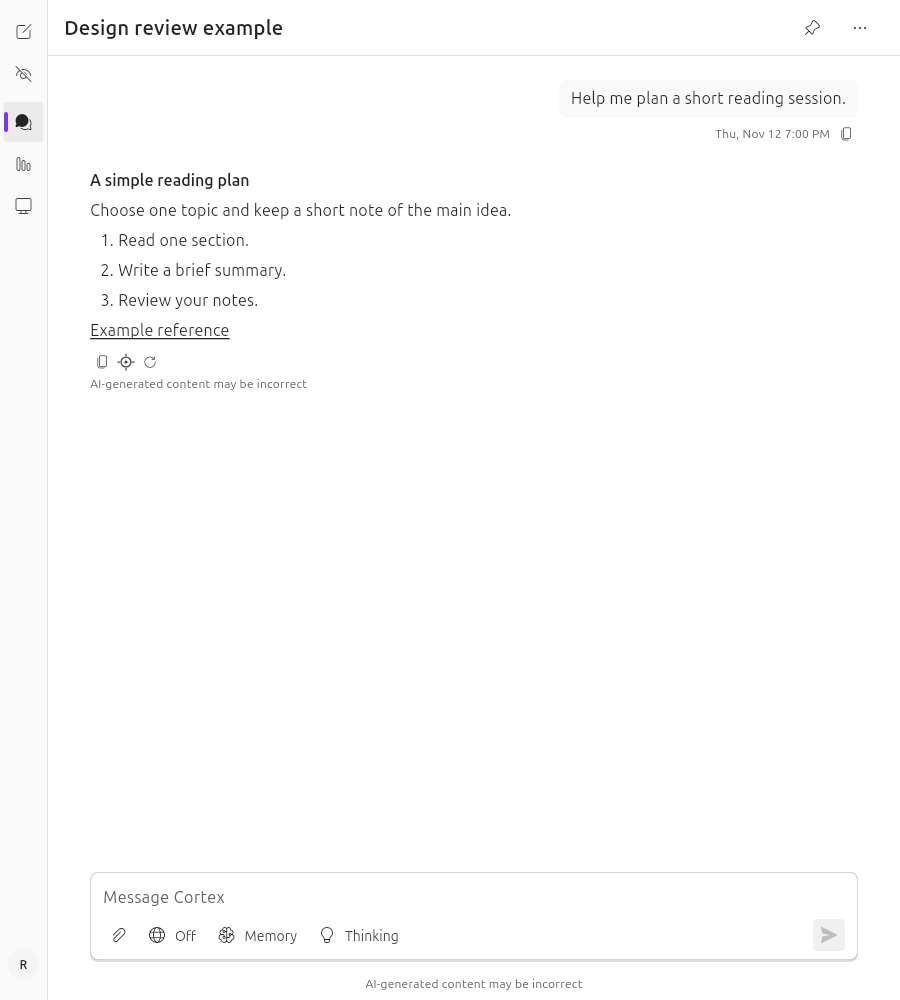 Design review example
Help me plan a short reading session.
Thu, Nov 12 7:00 PM
A simple reading plan
Choose one topic and keep a short note of the main idea.
1. Read one section.
2. Write a brief summary.
3. Review your notes.
Example reference
AI-generated content may be incorrect
Message Cortex
Off Memory Thinking
R
AI-generated content may be incorrect